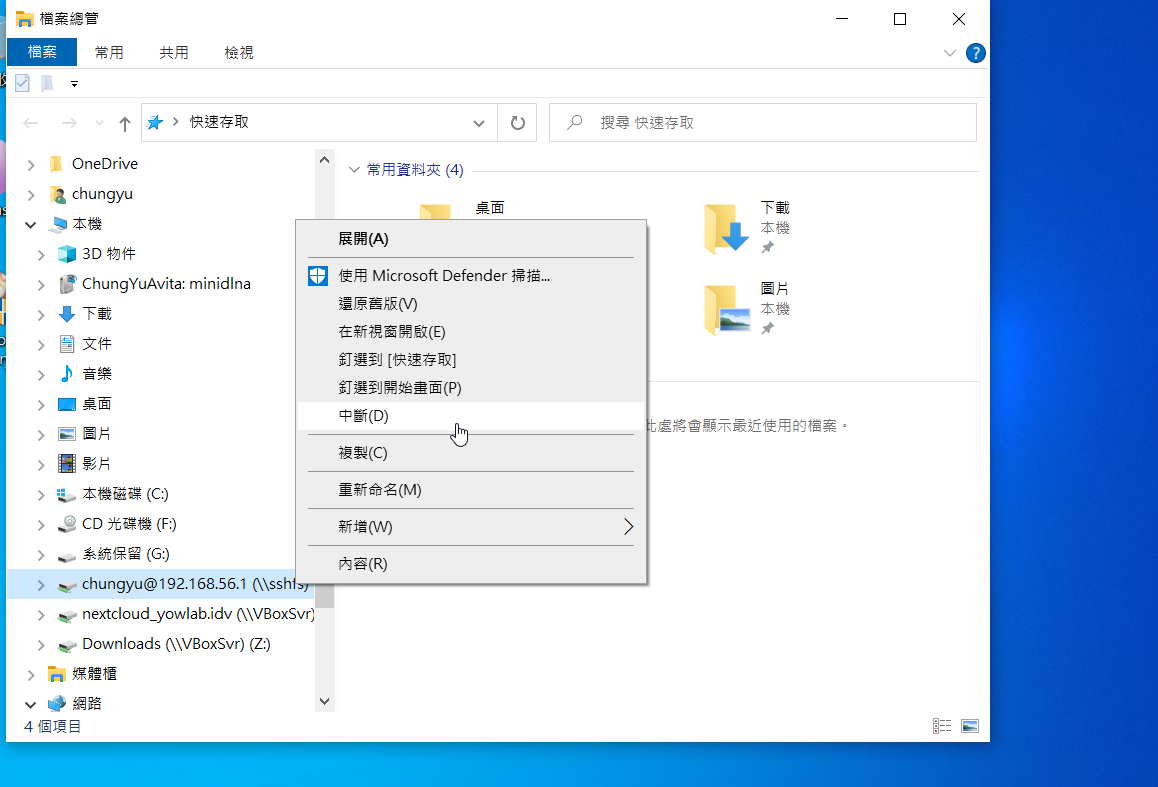 檔案總管
檔案
常用
共用
檢視
?
快速存取
搜尋 快速存取
OneDrive
chungyu
本機
3D 物件
ChungYuAvita: minidlna
下載
文件
音樂
桌面
圖片
影片
本機磁碟 (C:)
CD 光碟機 (F:)
系統保留 (G:)
chungyu@192.168.56.1 (\\sshfs)
nextcloud_yowlab.idv (\\VBoxSvr)
Downloads (\\VBoxSvr) (Z:)
媒體櫃
網路
常用資料夾 (4)
桌面
下載
本機
圖片
本機
此處將會顯示最近使用的檔案。
展開(A)
使用 Microsoft Defender 掃描...
還原舊版(V)
在新視窗開啟(E)
釘選到 [快速存取]
釘選到開始畫面(P)
中斷(D)
複製(C)
重新命名(M)
新增(W)
內容(R)
4 個項目